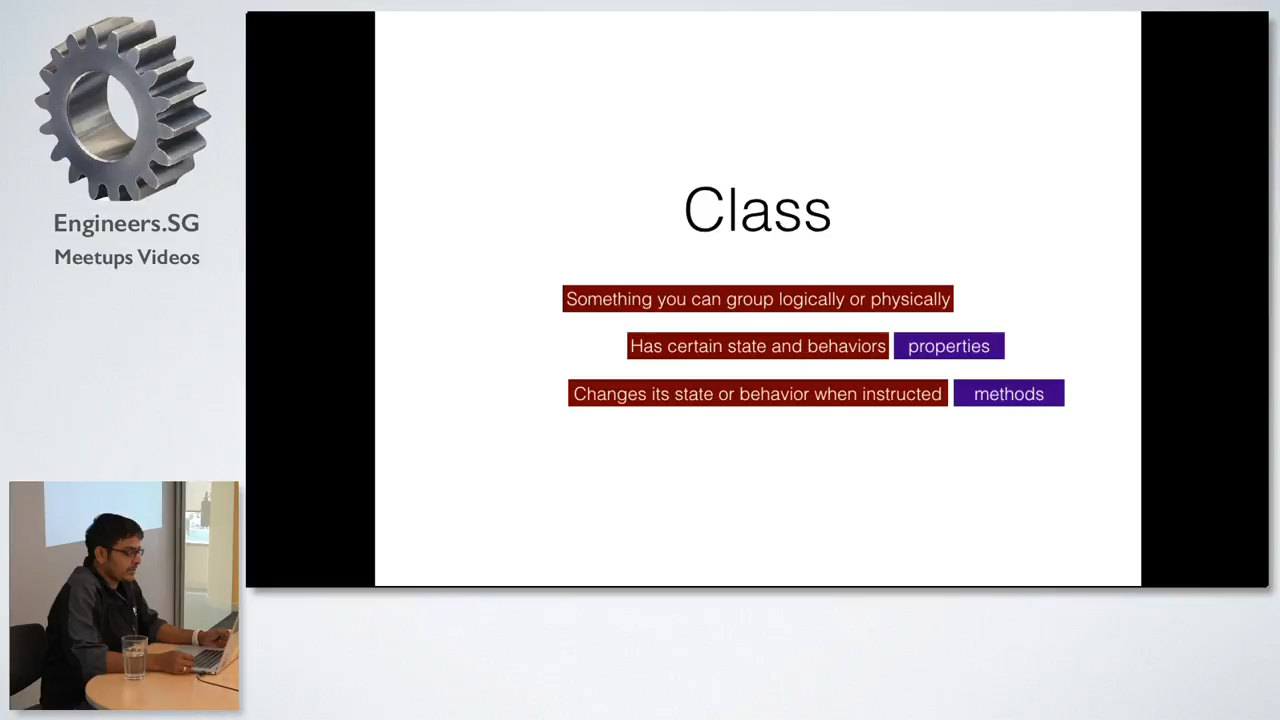 Engineers.SG
Meetups Videos
Class
Something you can group logically or physically
Has certain state and behaviors properties
Changes its state or behavior when instructed methods